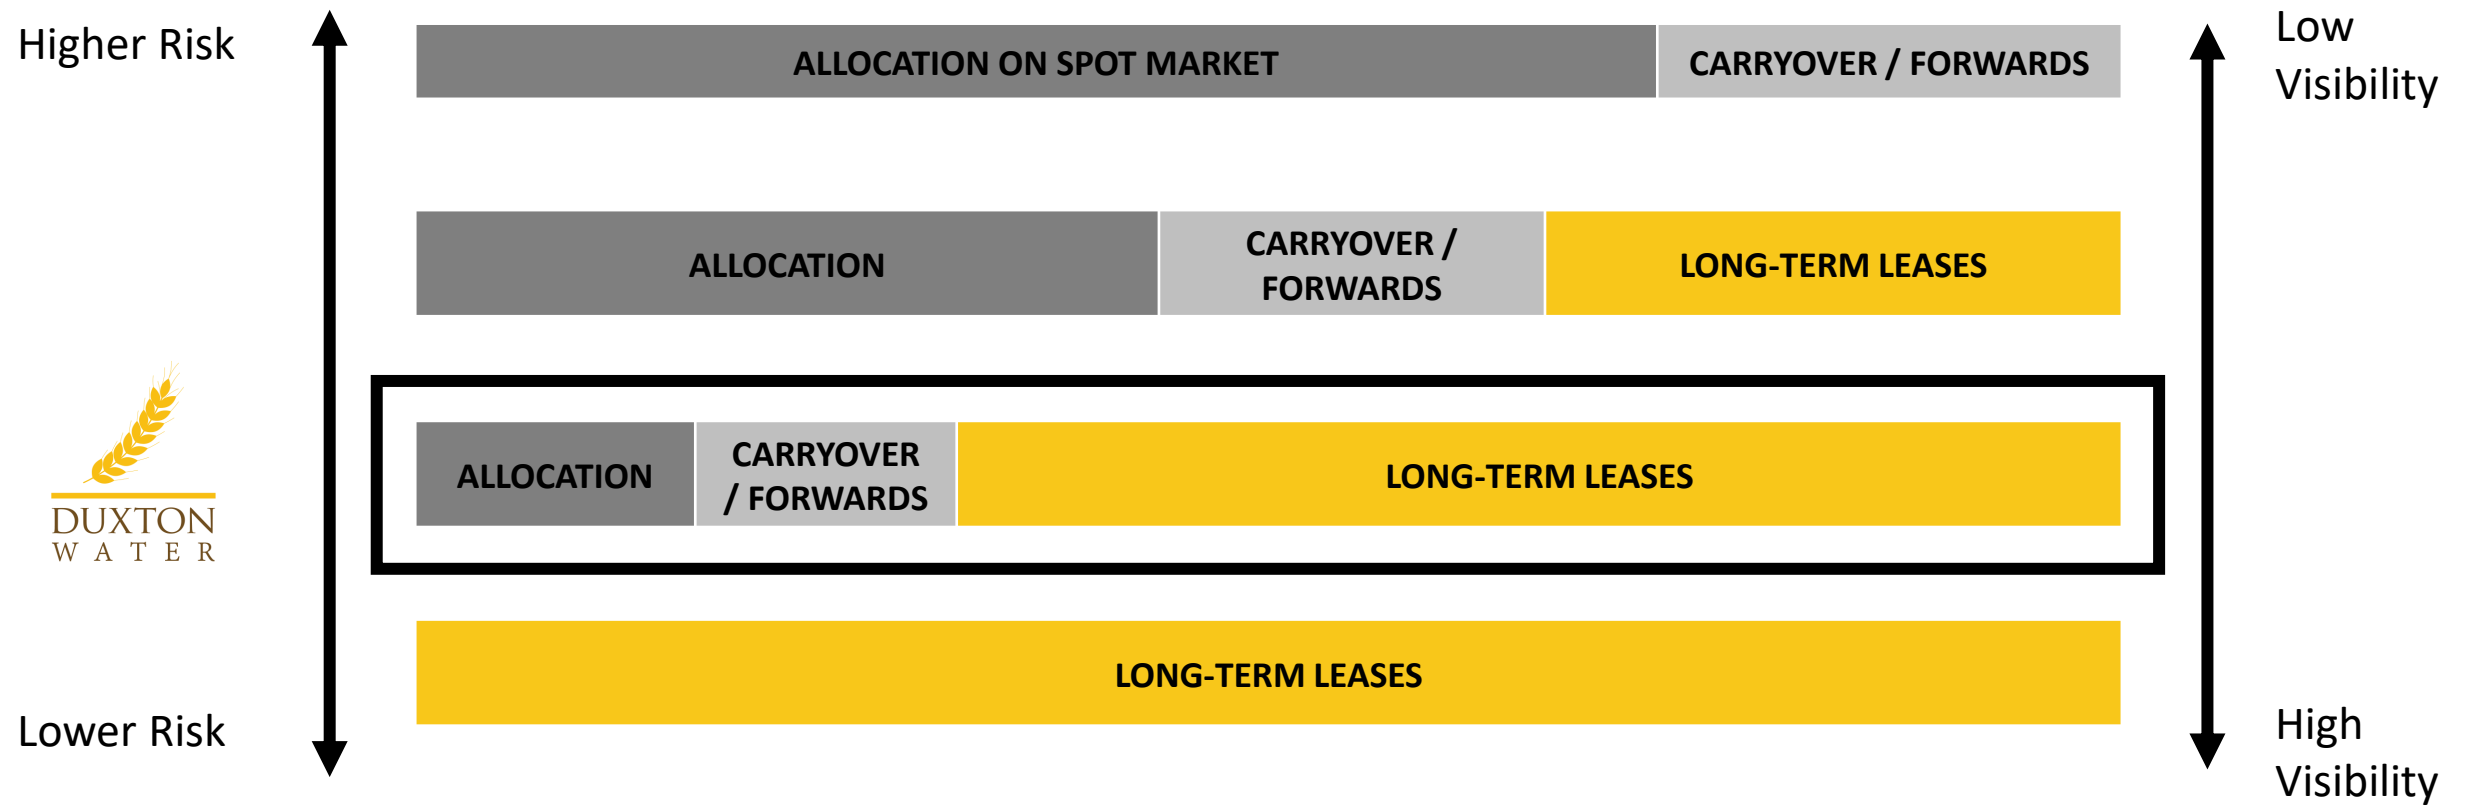 Higher Risk
ALLOCATION ON SPOT MARKET
CARRYOVER / FORWARDS
Low
Visibility
ALLOCATION
CARRYOVER /
FORWARDS
LONG-TERM LEASES
DUXTON
WATER
ALLOCATION
CARRYOVER
/ FORWARDS
LONG-TERM LEASES
LONG-TERM LEASES
Lower Risk
High
Visibility